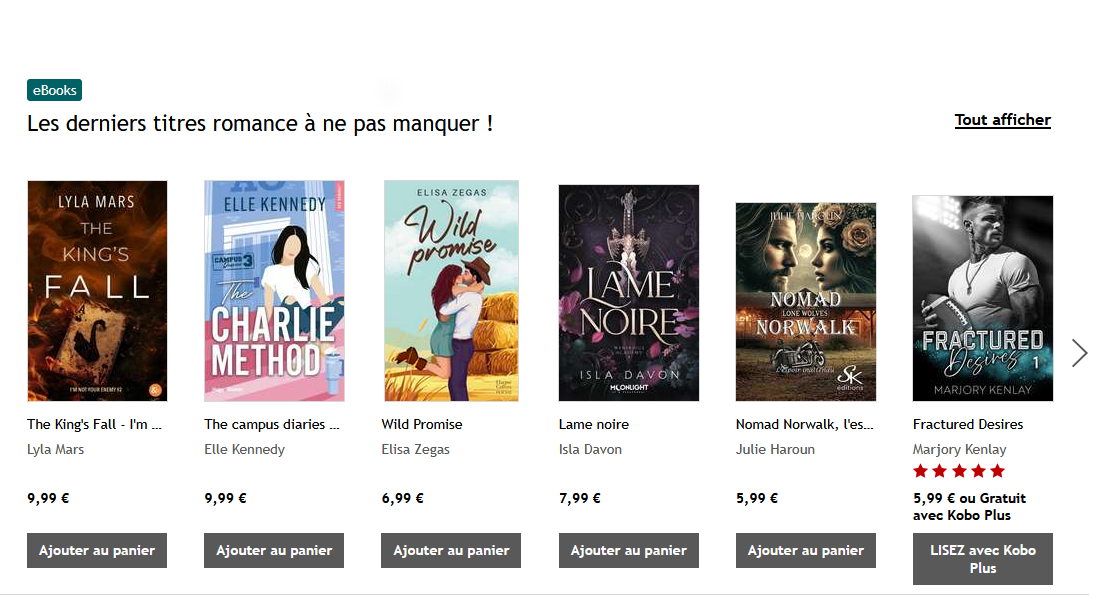 eBooks
Les derniers titres romance à ne pas manquer !
Tout afficher
LYLA MARS
THE
KING'S
FALL
I'M NOT YOUR ENEMY #2
ELLE KENNEDY
CAMPUS
3
The
CHARLIE
METHOD
ELISA ZEGAS
Wild
promise
LAME
NOIRE
ISLA DAVON
MOONLIGHT
JULIE HAROUN
NOMAD
LONE WOLVES
NORWALK
L'espoir inattendu
SK
éditions
FRACTURED
Desires 1
MARJORY KENLAY
The King's Fall - I'm ...
Lyla Mars
9,99 €
Ajouter au panier
The campus diaries ...
Elle Kennedy
9,99 €
Ajouter au panier
Wild Promise
Elisa Zegas
6,99 €
Ajouter au panier
Lame noire
Isla Davon
7,99 €
Ajouter au panier
Nomad Norwalk, l'es...
Julie Haroun
5,99 €
Ajouter au panier
Fractured Desires
Marjory Kenlay
5,99 € ou Gratuit
avec Kobo Plus
LISEZ avec Kobo
Plus